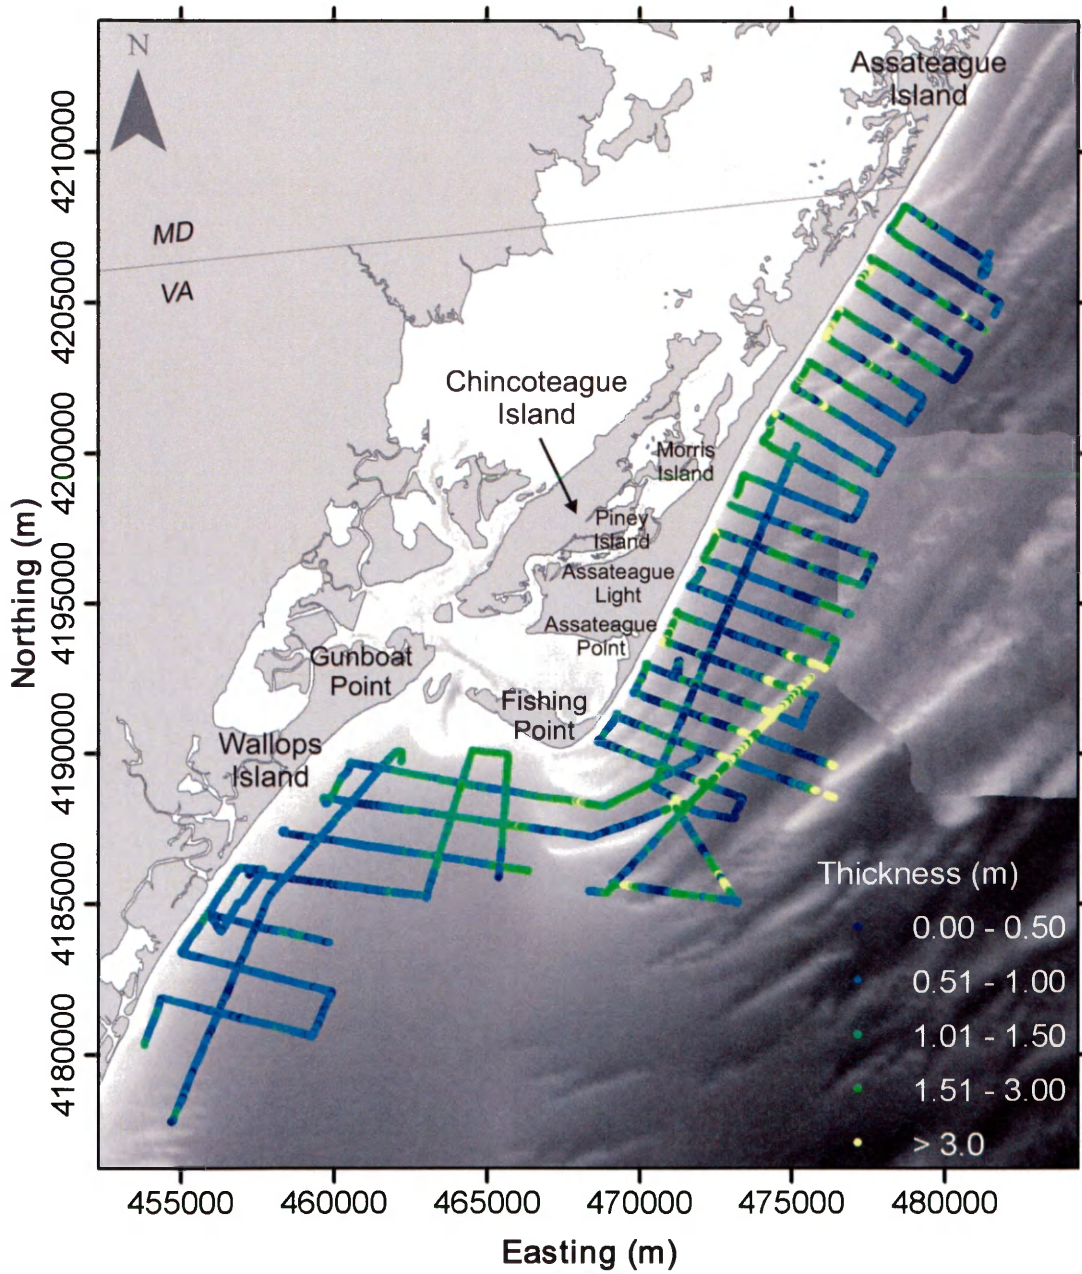 N
Assateague
Island
MD
VA
Chincoteague
Island
Morris
Island
Piney
Island
Assateague
Light
Assateague
Point
Gunboat
Point
Fishing
Point
Wallops
Island
Thickness (m)
0.00 - 0.50
0.51 - 1.00
1.01 - 1.50
1.51 - 3.00
> 3.0
Northing (m)
4210000
4205000
4200000
4195000
4190000
4185000
4180000
455000 460000 465000 470000 475000 480000
Easting (m)